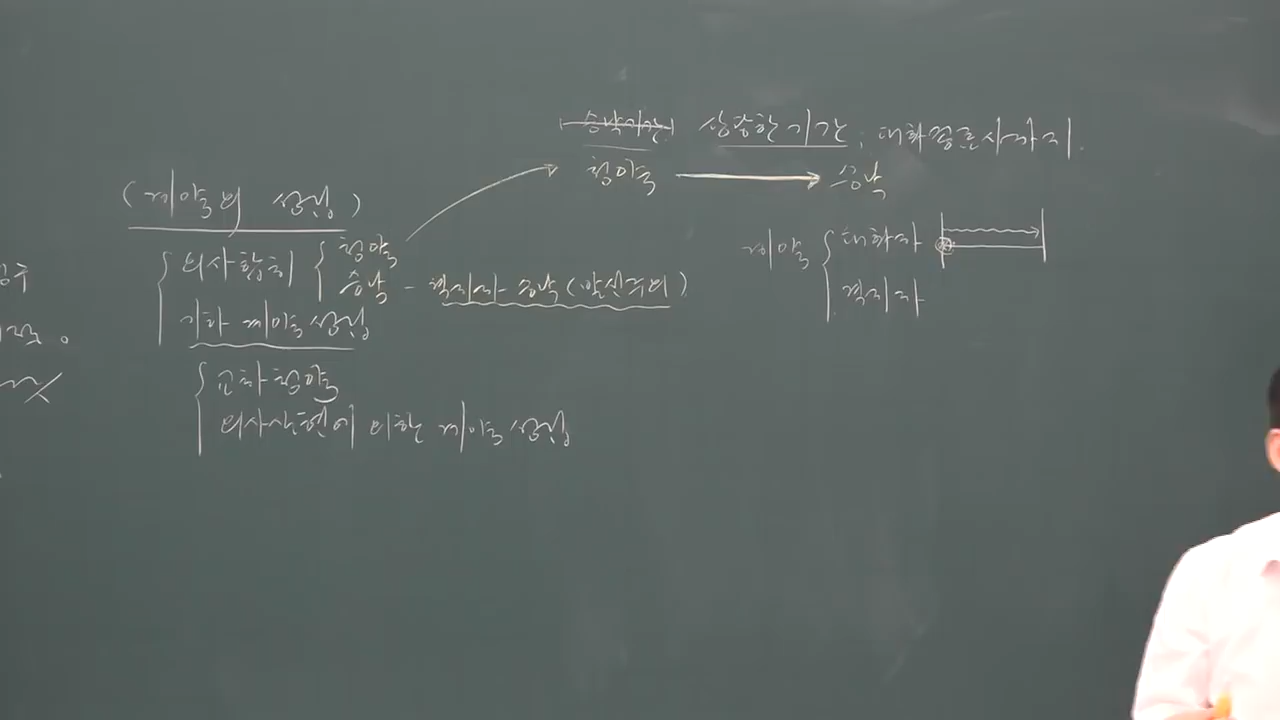 (계약의 성립)
의사합치 청약
승낙 - 격지자 승낙 (발신주의)
기타 계약성립
교차청약
의사실현에 의한 계약성립
승낙기간 상당한 기간 : 대화종료시까지.
청약 → 승낙
계약 대화자
격지자